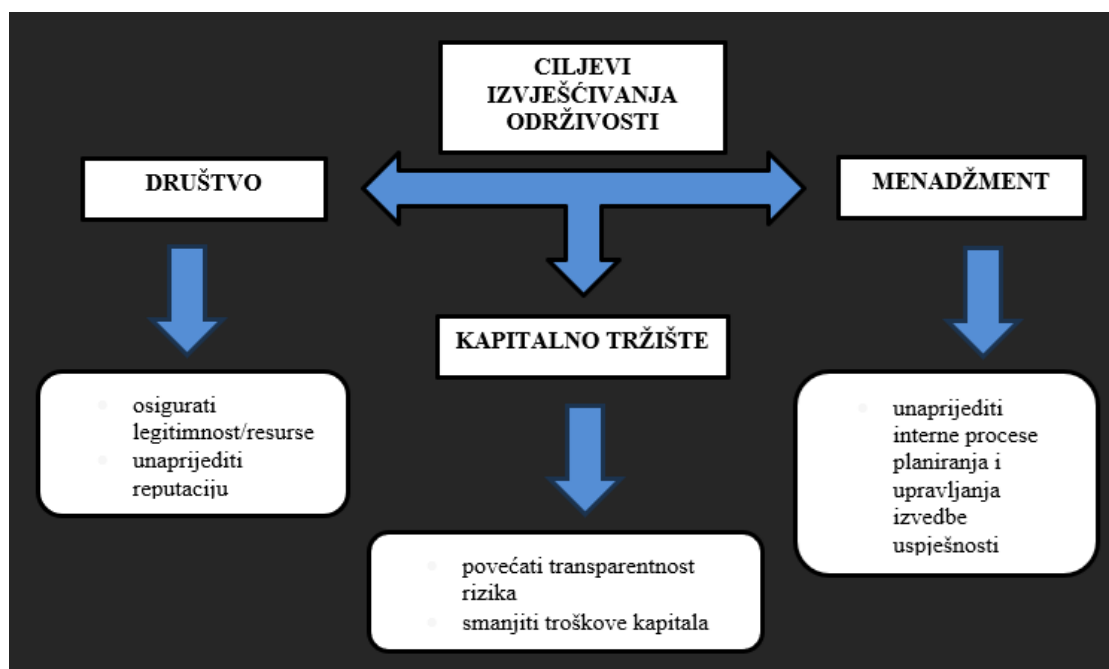 CILJEVI
IZVJEŠĆIVANJA
ODRŽIVOSTI
DRUŠTVO
MENADŽMENT
KAPITALNO TRŽIŠTE
osigurati
legitimnost/resurse
unaprijediti
reputaciju
unaprijediti
interne procese
planiranja i
upravljanja
izvedbe
uspješnosti
povećati transparentnost
rizika
smanjiti troškove kapitala